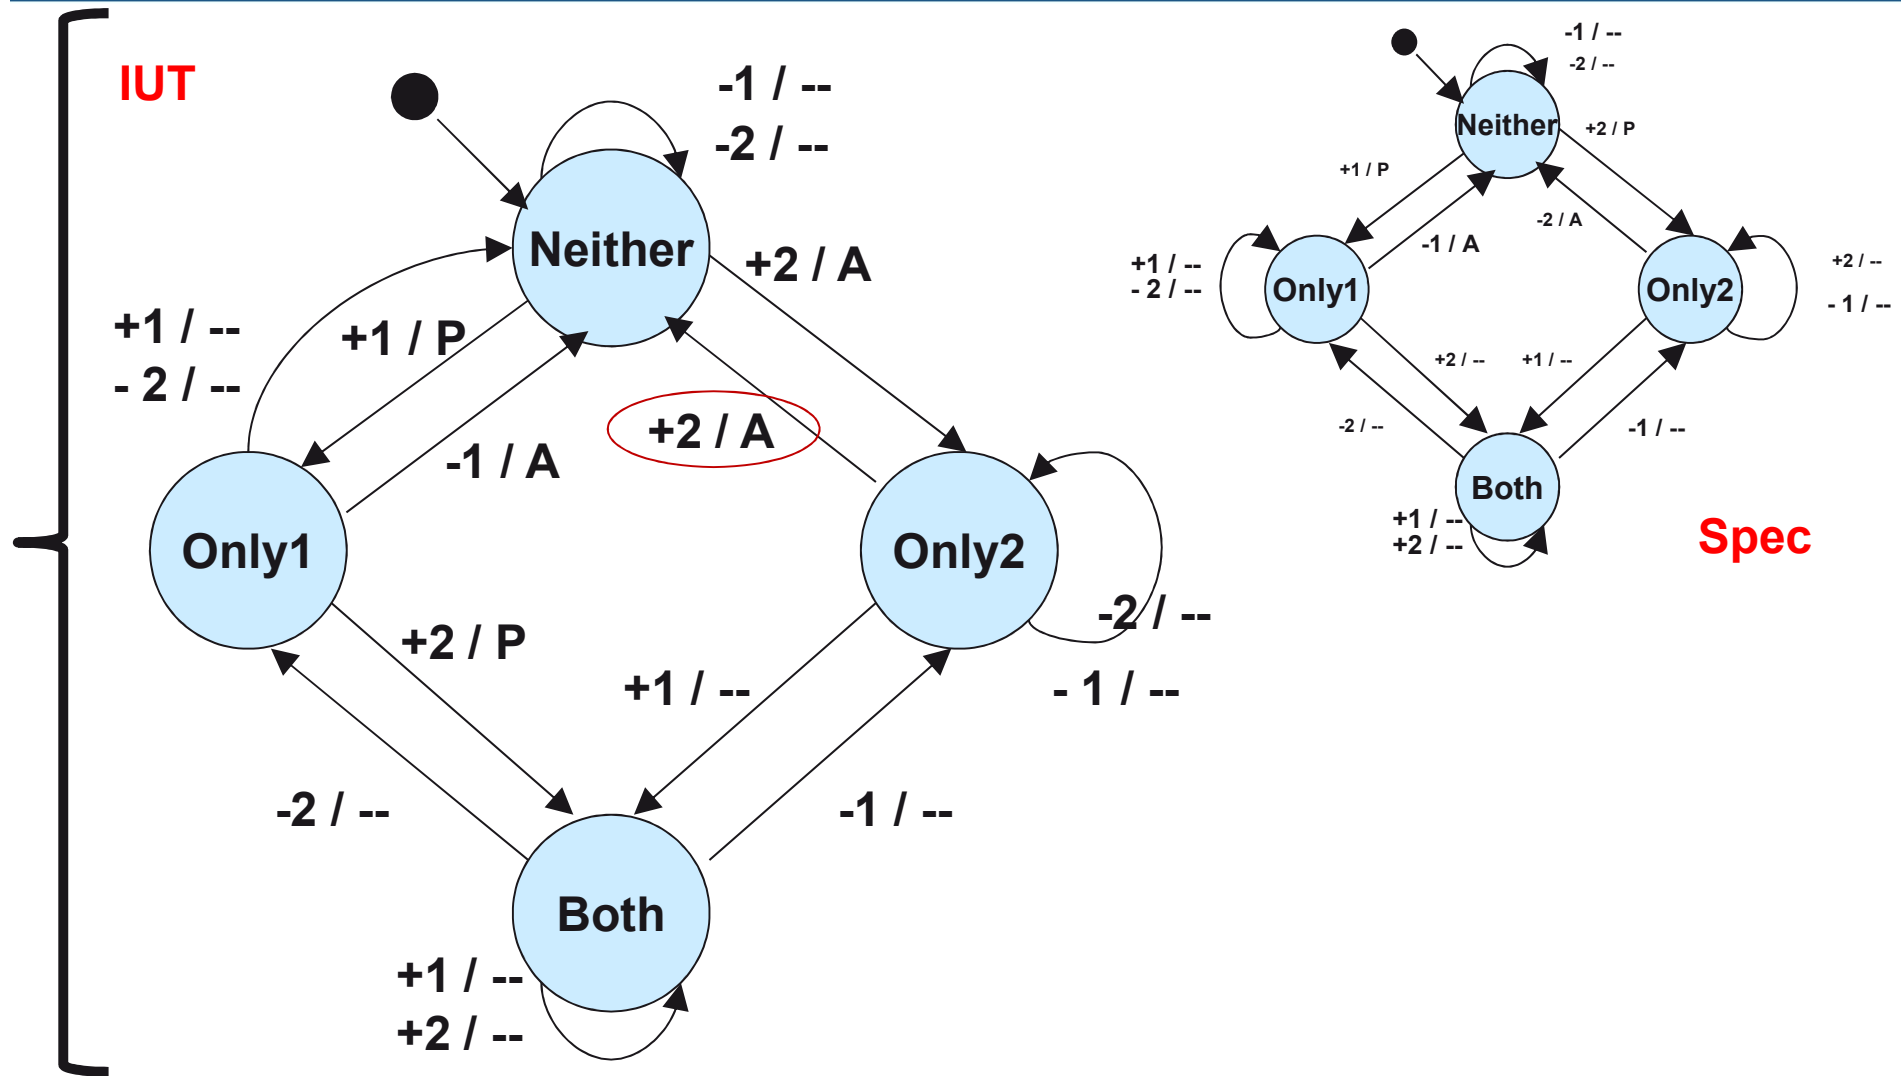 IUT
-1 / --
-2 / --
Neither
+2 / A
+1 / --
- 2 / --
+1 / P
-1 / A
+2 / A
Only1
Only2
-2 / --
- 1 / --
+2 / P
+1 / --
-2 / --
-1 / --
Both
+1 / --
+2 / --
-1 / --
-2 / --
Neither
+2 / P
+1 / P
-2 / A
-1 / A
+1 / --
- 2 / --
Only1
Only2
+2 / --
- 1 / --
+2 / --
+1 / --
-2 / --
-1 / --
Both
+1 / --
+2 / --
Spec